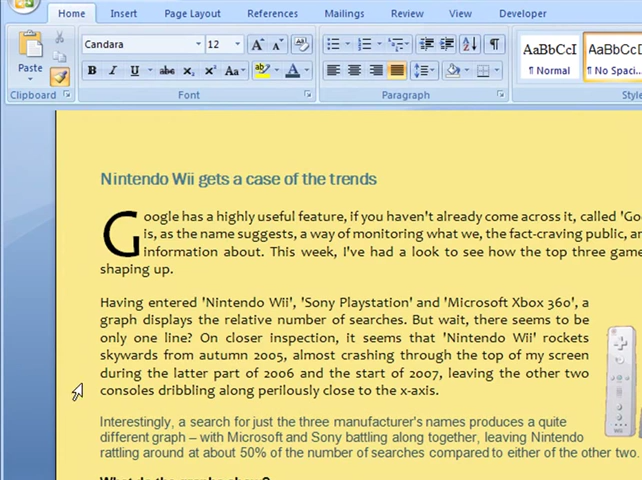 Home Insert Page Layout References Mailings Review View Developer
Candara 12
Paste
AaBbCcI AaBbCcI
¶ Normal ¶ No Spaci...
Clipboard Font Paragraph
Nintendo Wii gets a case of the trends
Google has a highly useful feature, if you haven't already come across it, called 'Go
is, as the name suggests, a way of monitoring what we, the fact-craving public, a
information about. This week, I've had a look to see how the top three game
shaping up.
Having entered 'Nintendo Wii', 'Sony Playstation' and 'Microsoft Xbox 360', a
graph displays the relative number of searches. But wait, there seems to be
only one line? On closer inspection, it seems that 'Nintendo Wii' rockets
skywards from autumn 2005, almost crashing through the top of my screen
during the latter part of 2006 and the start of 2007, leaving the other two
consoles dribbling along perilously close to the x-axis.
Interestingly, a search for just the three manufacturer's names produces a quite
different graph – with Microsoft and Sony battling along together, leaving Nintendo
rattling around at about 50% of the number of searches compared to either of the other two.